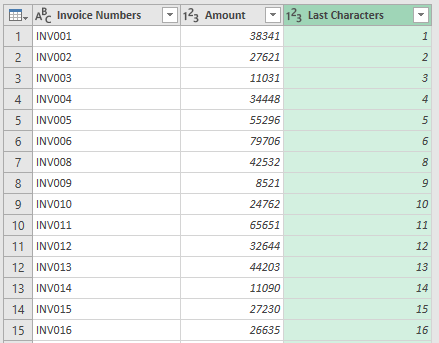 ABC Invoice Numbers 123 Amount 123 Last Characters
1 INV001 38341 1
2 INV002 27621 2
3 INV003 11031 3
4 INV004 34448 4
5 INV005 55296 5
6 INV006 79706 6
7 INV008 42532 8
8 INV009 8521 9
9 INV010 24762 10
10 INV011 65651 11
11 INV012 32644 12
12 INV013 44203 13
13 INV014 11090 14
14 INV015 27230 15
15 INV016 26635 16